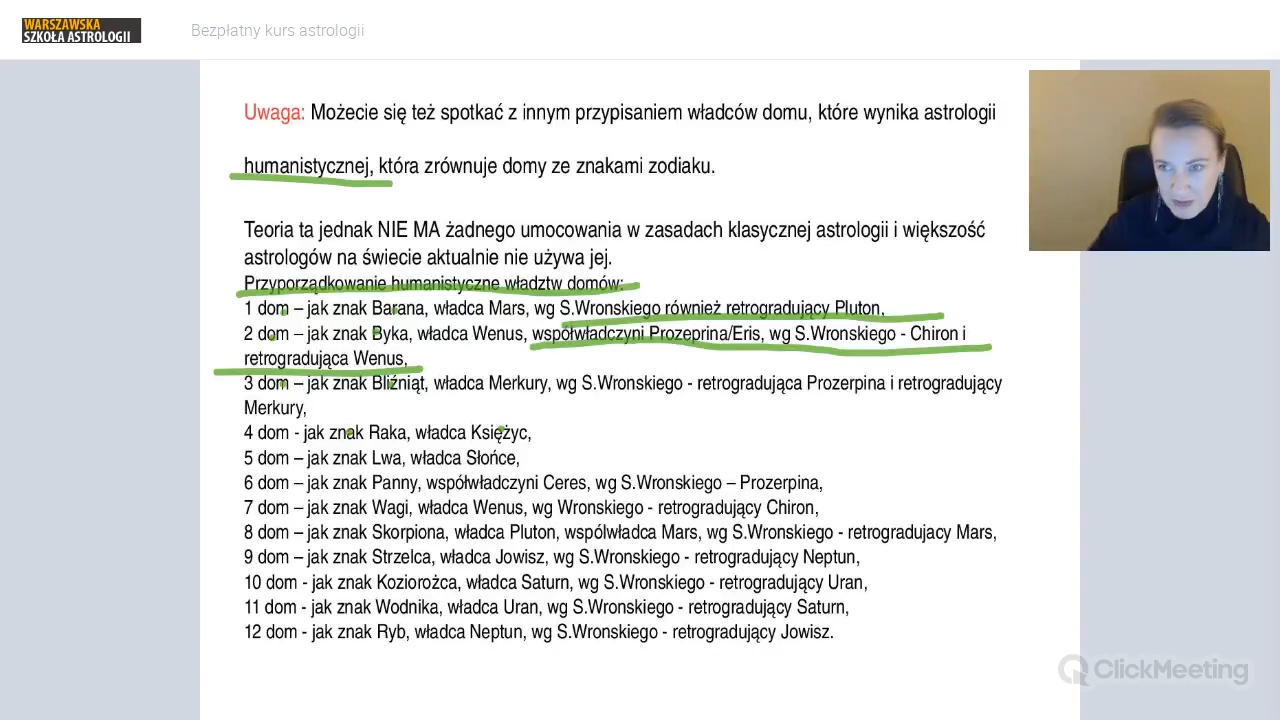 WARSZAWSKA
SZKOŁA ASTROLOGII
Bezpłatny kurs astrologii
Uwaga: Możecie się też spotkać z innym przypisaniem władców domu, które wynika astrologii
humanistycznej, która zrównuje domy ze znakami zodiaku.
Teoria ta jednak NIE MA żadnego umocowania w zasadach klasycznej astrologii i większość
astrologów na świecie aktualnie nie używa jej.
Przyporządkowanie humanistyczne władztw domów:
1 dom – jak znak Barana, władca Mars, wg S.Wronskiego również retrogradujący Pluton,
2 dom – jak znak Byka, władca Wenus, współwładczyni Prozeprina/Eris, wg S.Wronskiego - Chiron i
retrogradująca Wenus,
3 dom – jak znak Bliźniąt, władca Merkury, wg S.Wronskiego - retrogradująca Prozerpina i retrogradujący
Merkury,
4 dom - jak znak Raka, władca Księżyc,
5 dom – jak znak Lwa, władca Słońce,
6 dom – jak znak Panny, współwładczyni Ceres, wg S.Wronskiego – Prozerpina,
7 dom – jak znak Wagi, władca Wenus, wg Wronskiego - retrogradujący Chiron,
8 dom – jak znak Skorpiona, władca Pluton, wspólwładca Mars, wg S.Wronskiego - retrogradujacy Mars,
9 dom – jak znak Strzelca, władca Jowisz, wg S.Wronskiego - retrogradujący Neptun,
10 dom - jak znak Koziorożca, władca Saturn, wg S.Wronskiego - retrogradujący Uran,
11 dom - jak znak Wodnika, władca Uran, wg S.Wronskiego - retrogradujący Saturn,
12 dom - jak znak Ryb, władca Neptun, wg S.Wronskiego - retrogradujący Jowisz.
ClickMeeting